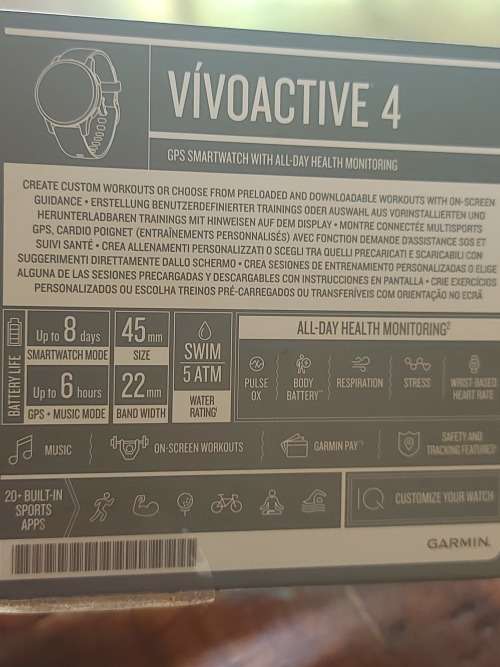 VÍVOACTIVE® 4
GPS SMARTWATCH WITH ALL-DAY HEALTH MONITORING
CREATE CUSTOM WORKOUTS OR CHOOSE FROM PRELOADED AND DOWNLOADABLE WORKOUTS WITH ON-SCREEN
GUIDANCE • ERSTELLUNG BENUTZERDEFINIERTER TRAININGS ODER AUSWAHL AUS VORINSTALLIERTEN UND
HERUNTERLADBAREN TRAININGS MIT HINWEISEN AUF DEM DISPLAY • MONTRE CONNECTÉE MULTISPORTS
GPS, CARDIO POIGNET (ENTRAÎNEMENTS PERSONNALISÉS) AVEC FONCTION DEMANDE D'ASSISTANCE SOS ET
SUIVI SANTÉ • CREA ALLENAMENTI PERSONALIZZATI O SCEGLI TRA QUELLI PRECARICATI E SCARICABILI CON
SUGGERIMENTI DIRETTAMENTE DALLO SCHERMO • CREA SESIONES DE ENTRENAMIENTO PERSONALIZADAS O ELIGE
ALGUNA DE LAS SESIONES PRECARGADAS Y DESCARGABLES CON INSTRUCCIONES EN PANTALLA • CRIE EXERCÍCIOS
PERSONALIZADOS OU ESCOLHA TREINOS PRÉ-CARREGADOS OU TRANSFERÍVEIS COM ORIENTAÇÃO NO ECRÃ
BATTERY LIFE
Up to 8 days
SMARTWATCH MODE
Up to 6 hours
GPS + MUSIC MODE
45 mm
SIZE
22 mm
BAND WIDTH
SWIM
5 ATM
WATER
RATING¹
ALL-DAY HEALTH MONITORING²
PULSE
OX
BODY
BATTERY™
RESPIRATION
STRESS
WRIST-BASED
HEART RATE
MUSIC
ON-SCREEN WORKOUTS
GARMIN PAY™
SAFETY AND
TRACKING FEATURES³
20+ BUILT-IN
SPORTS
APPS
IQ
CUSTOMIZE YOUR WATCH
GARMIN.